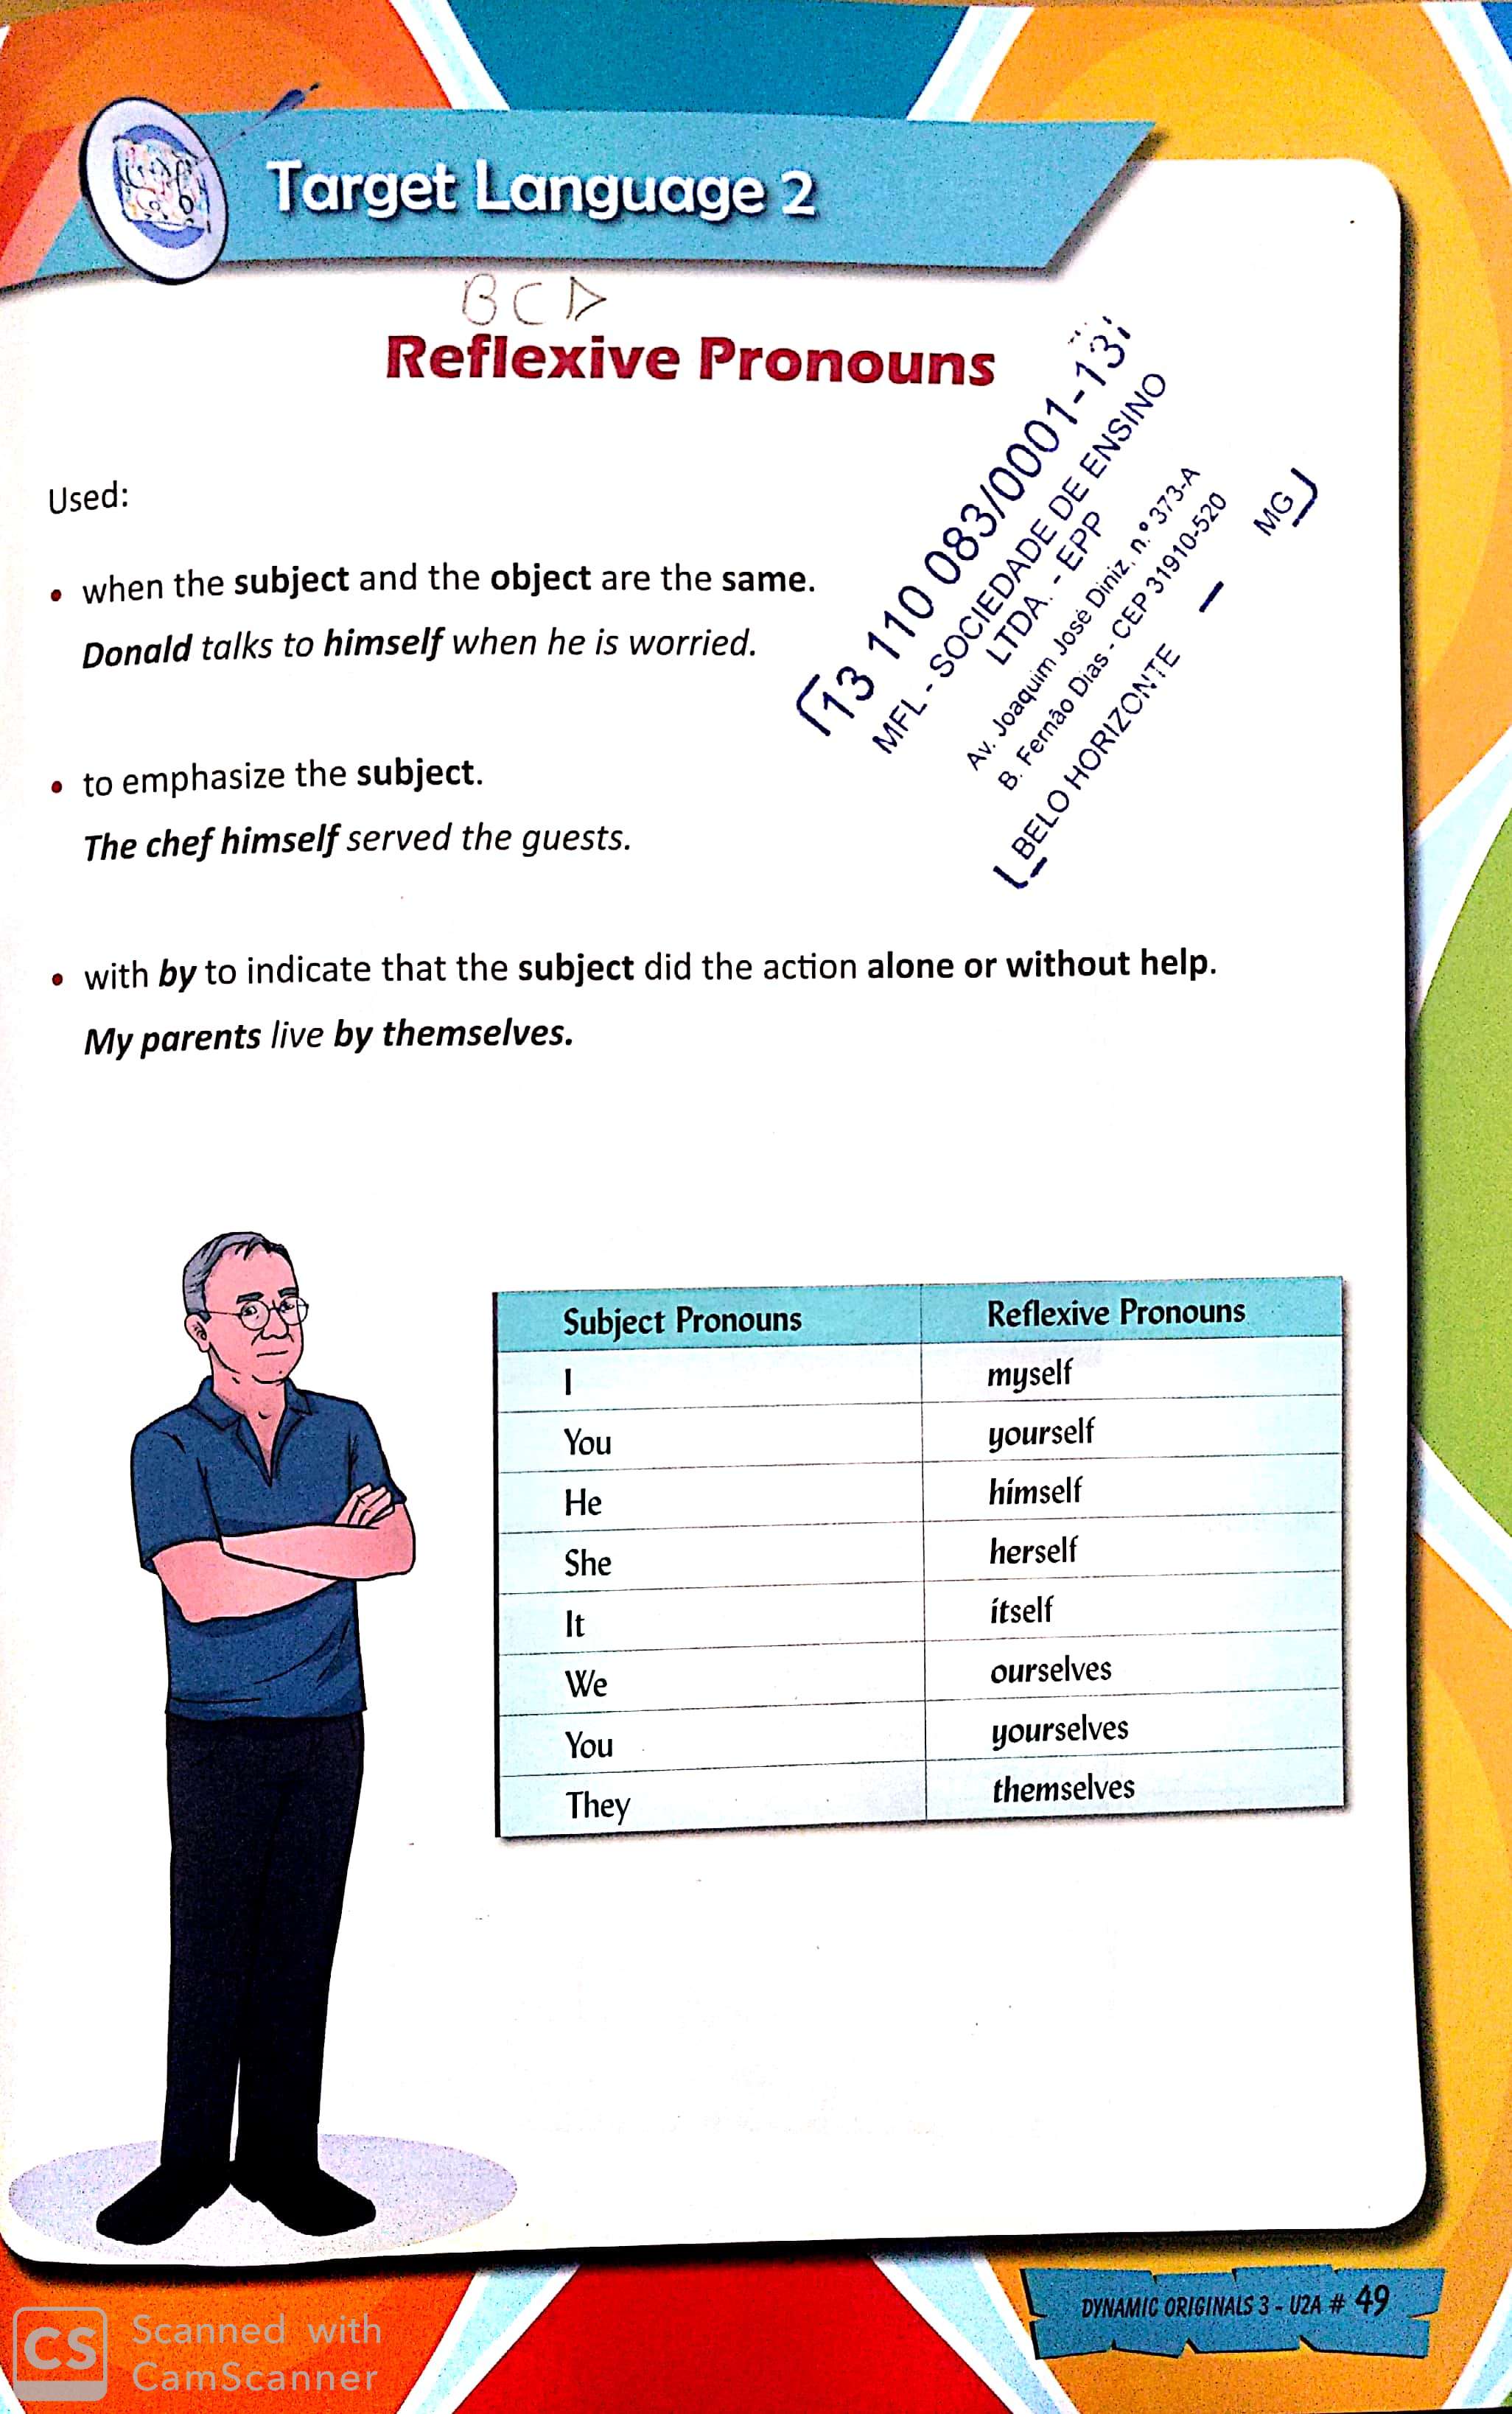 Target Language 2
BCD
Reflexive Pronouns
Used:
• when the subject and the object are the same.
Donald talks to himself when he is worried.
• to emphasize the subject.
The chef himself served the guests.
• with by to indicate that the subject did the action alone or without help.
My parents live by themselves.
13 110 083/0001-13
MFL - SOCIEDADE DE ENSINO
LTDA. - EPP
Av. Joaquim José Diniz, n.º 373-A
B. Fernão Dias - CEP 31910-520
BELO HORIZONTE — MG
Subject Pronouns Reflexive Pronouns
I myself
You yourself
He himself
She herself
It itself
We ourselves
You yourselves
They themselves
DYNAMIC ORIGINALS 3 - U2A # 49
CS Scanned with
CamScanner